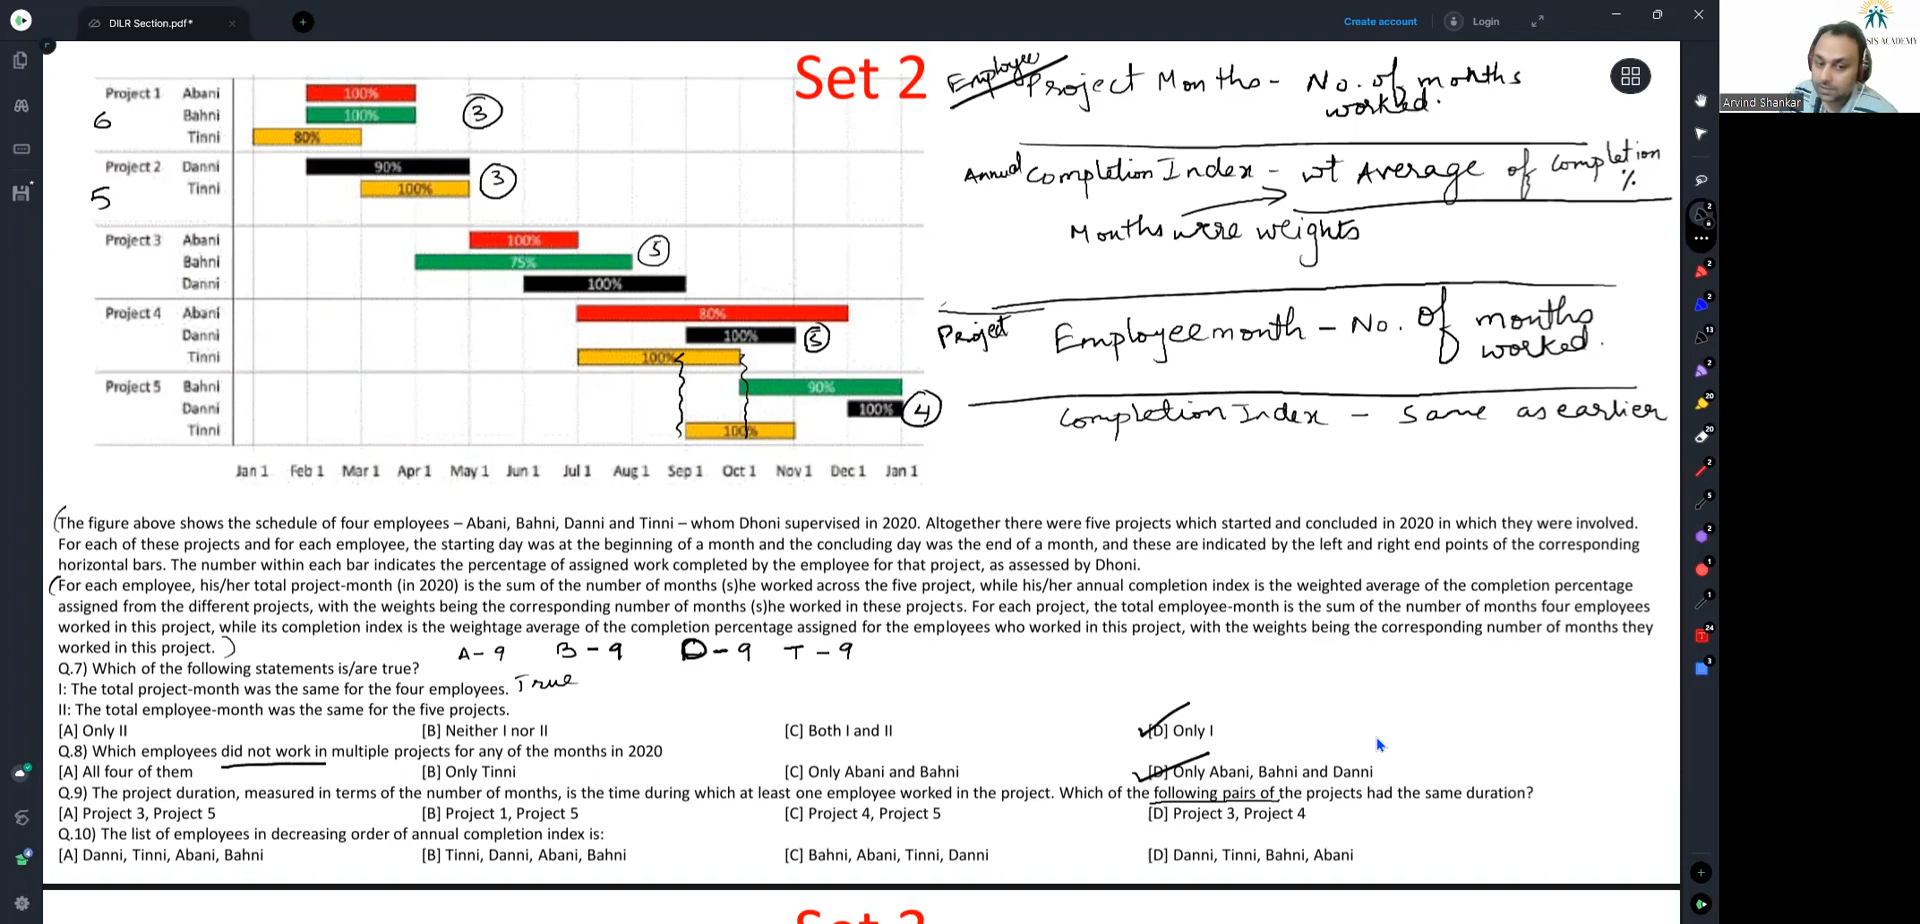 DILR Section.pdf*
Create account
Login
SIS ACADEMY
Arvind Shankar
Set 2
Project 1 Abani 100%
Bahni 100%
Tinni 80%
6
3
Project 2 Danni 90%
Tinni 100%
5
3
Project 3 Abani 100%
Bahni 75%
Danni 100%
5
Project 4 Abani 80%
Danni 100%
Tinni 100%
5
Project 5 Bahni 90%
Danni 100%
Tinni 100%
4
Jan 1 Feb 1 Mar 1 Apr 1 May 1 Jun 1 Jul 1 Aug 1 Sep 1 Oct 1 Nov 1 Dec 1 Jan 1
Employee Project Months - No. of months
worked.
Annual Completion Index - wt Average of completion
%
Months were weights
Project Employee month - No. of months
worked.
Completion Index - same as earlier
The figure above shows the schedule of four employees – Abani, Bahni, Danni and Tinni – whom Dhoni supervised in 2020. Altogether there were five projects which started and concluded in 2020 in which they were involved.
For each of these projects and for each employee, the starting day was at the beginning of a month and the concluding day was the end of a month, and these are indicated by the left and right end points of the corresponding
horizontal bars. The number within each bar indicates the percentage of assigned work completed by the employee for that project, as assessed by Dhoni.
For each employee, his/her total project-month (in 2020) is the sum of the number of months (s)he worked across the five project, while his/her annual completion index is the weighted average of the completion percentage
assigned from the different projects, with the weights being the corresponding number of months (s)he worked in these projects. For each project, the total employee-month is the sum of the number of months four employees
worked in this project, while its completion index is the weightage average of the completion percentage assigned for the employees who worked in this project, with the weights being the corresponding number of months they
worked in this project.
A - 9 B - 9 D - 9 T - 9
Q.7) Which of the following statements is/are true?
I: The total project-month was the same for the four employees. True
II: The total employee-month was the same for the five projects.
[A] Only II [B] Neither I nor II [C] Both I and II [D] Only I
Q.8) Which employees did not work in multiple projects for any of the months in 2020
[A] All four of them [B] Only Tinni [C] Only Abani and Bahni [D] Only Abani, Bahni and Danni
Q.9) The project duration, measured in terms of the number of months, is the time during which at least one employee worked in the project. Which of the following pairs of the projects had the same duration?
[A] Project 3, Project 5 [B] Project 1, Project 5 [C] Project 4, Project 5 [D] Project 3, Project 4
Q.10) The list of employees in decreasing order of annual completion index is:
[A] Danni, Tinni, Abani, Bahni [B] Tinni, Danni, Abani, Bahni [C] Bahni, Abani, Tinni, Danni [D] Danni, Tinni, Bahni, Abani